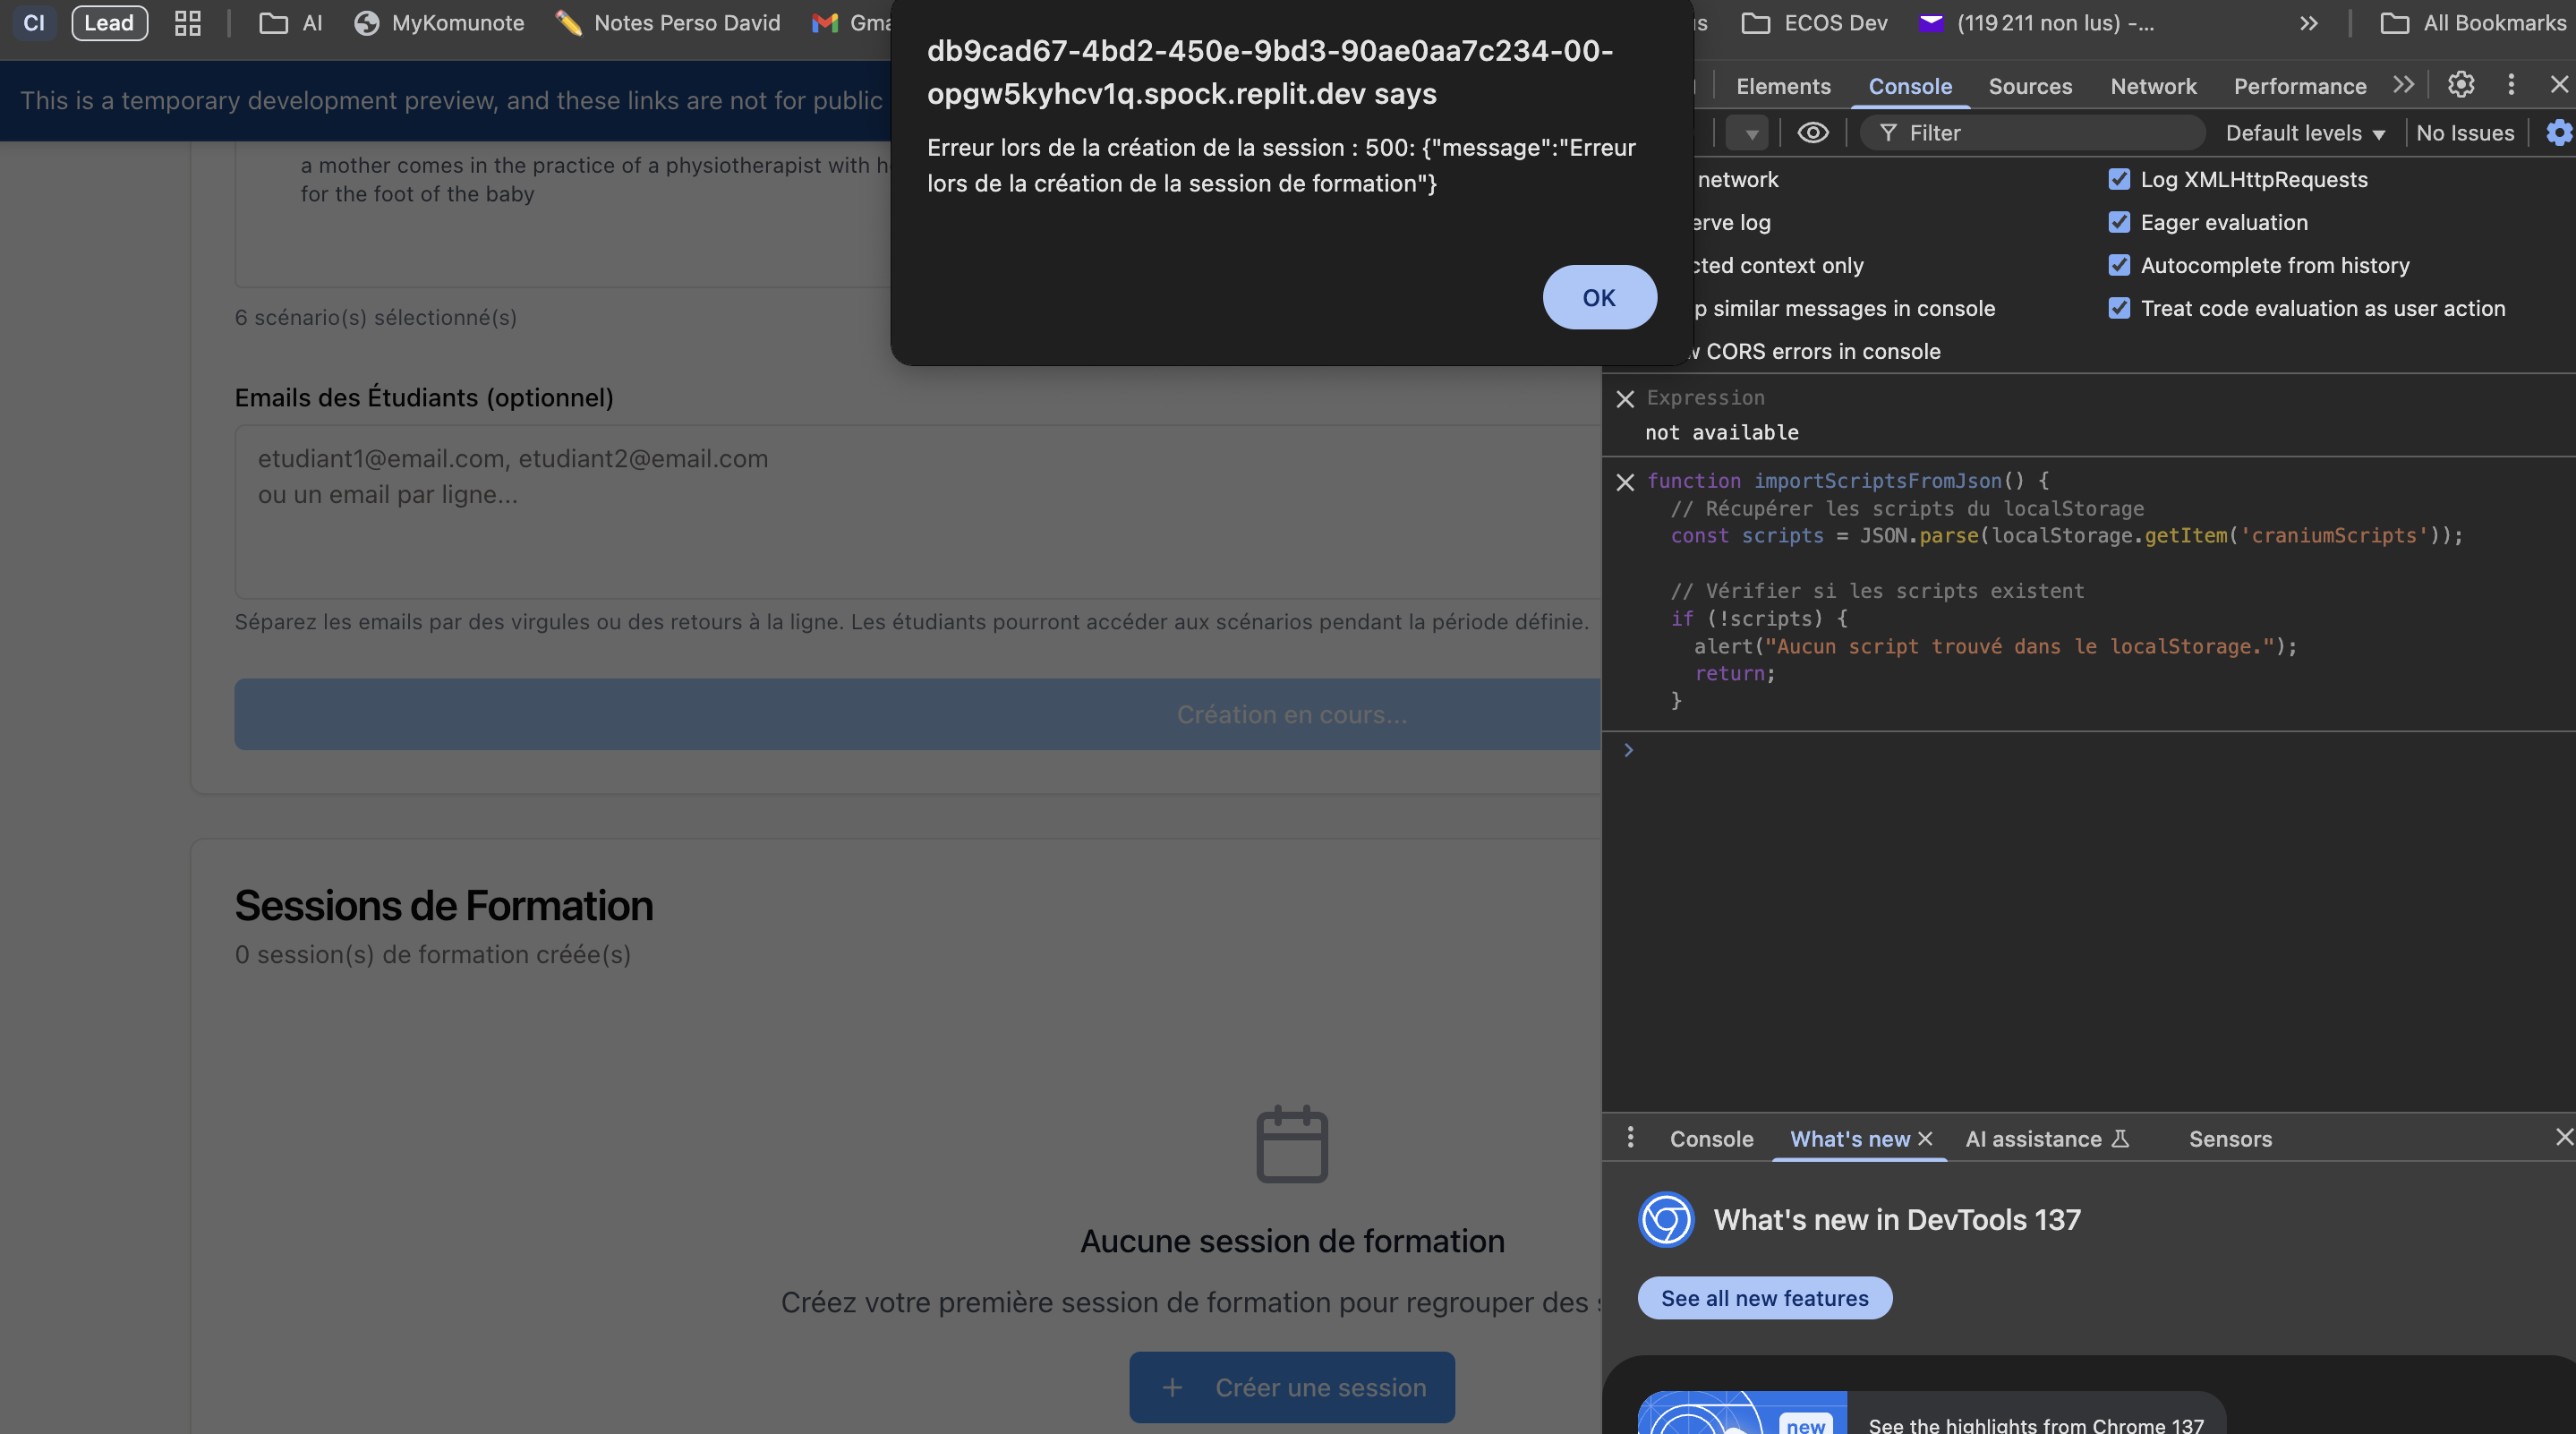 CI Lead AI MyKomunote Notes Perso David Gma
ECOS Dev (119 211 non lus) -... All Bookmarks
This is a temporary development preview, and these links are not for public
a mother comes in the practice of a physiotherapist with h
for the foot of the baby
6 scénario(s) sélectionné(s)
Emails des Étudiants (optionnel)
etudiant1@email.com, etudiant2@email.com
ou un email par ligne...
Séparez les emails par des virgules ou des retours à la ligne. Les étudiants pourront accéder aux scénarios pendant la période définie.
Création en cours...
Sessions de Formation
0 session(s) de formation créée(s)
Aucune session de formation
Créez votre première session de formation pour regrouper des
+ Créer une session
db9cad67-4bd2-450e-9bd3-90ae0aa7c234-00-
opgw5kyhcv1q.spock.replit.dev says
Erreur lors de la création de la session : 500: {"message":"Erreur
lors de la création de la session de formation"}
OK
Elements Console Sources Network Performance
Filter Default levels ▼ No Issues
network Log XMLHttpRequests
erve log Eager evaluation
cted context only Autocomplete from history
p similar messages in console Treat code evaluation as user action
w CORS errors in console
Expression
not available
function importScriptsFromJson() {
// Récupérer les scripts du localStorage
const scripts = JSON.parse(localStorage.getItem('craniumScripts'));
// Vérifier si les scripts existent
if (!scripts) {
alert("Aucun script trouvé dans le localStorage.");
return;
}
Console What's new AI assistance Sensors
What's new in DevTools 137
See all new features
new See the highlights from Chrome 137